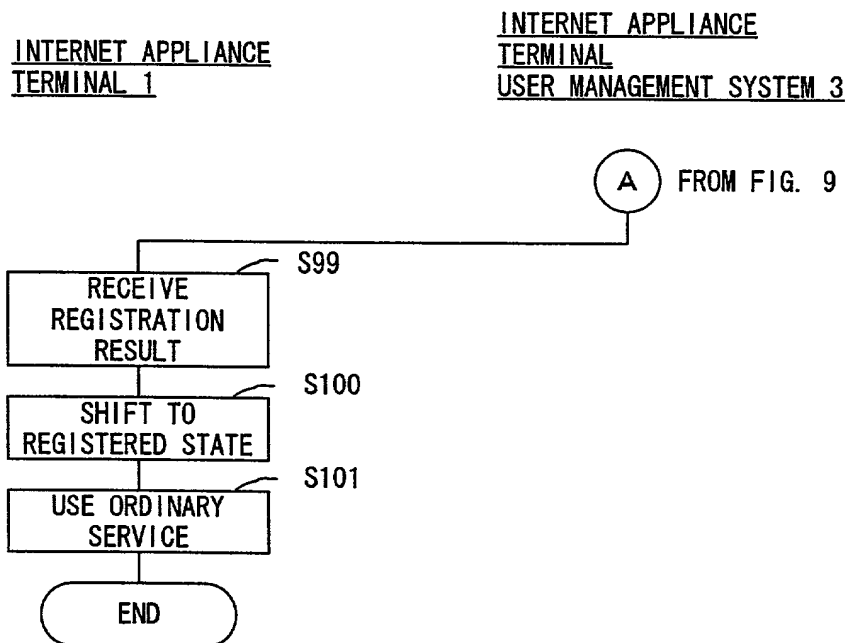 INTERNET APPLIANCE
TERMINAL 1
INTERNET APPLIANCE
TERMINAL
USER MANAGEMENT SYSTEM 3
A FROM FIG. 9
S99
RECEIVE
REGISTRATION
RESULT
S100
SHIFT TO
REGISTERED STATE
S101
USE ORDINARY
SERVICE
END